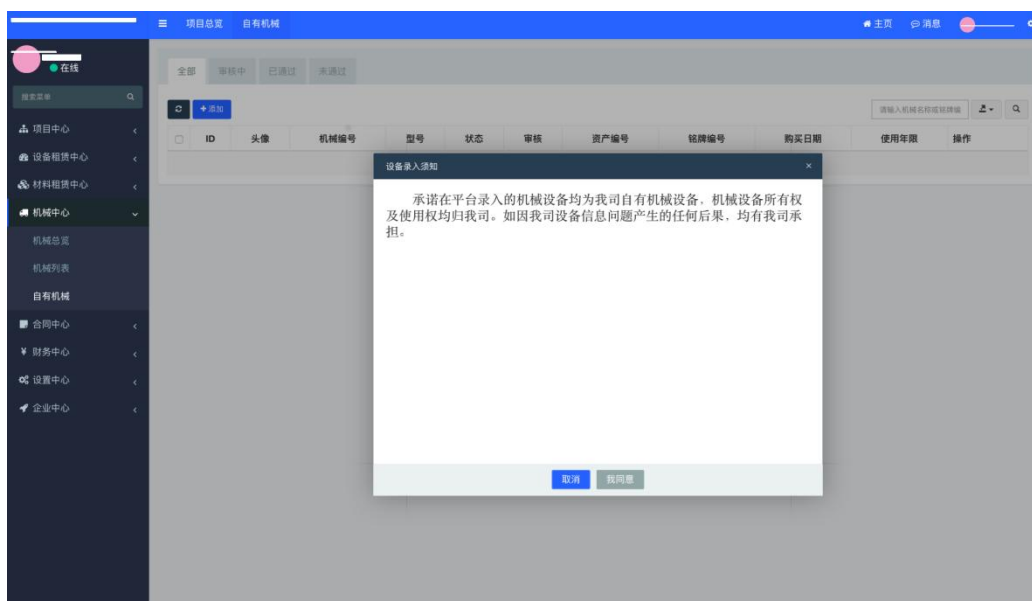 项目总览 自有机械 主页 消息
在线
全部 审核中 已通过 未通过
搜索菜单
添加 请输入机械名称或铭牌编
项目中心
ID 头像 机械编号 型号 状态 审核 资产编号 铭牌编号 购买日期 使用年限 操作
设备租赁中心
材料租赁中心
机械中心
机械总览
机械列表
自有机械
合同中心
¥ 财务中心
设置中心
企业中心
设备录入须知 ×
承诺在平台录入的机械设备均为我司自有机械设备，机械设备所有权
及使用权均归我司。如因我司设备信息问题产生的任何后果，均有我司承
担。
取消 我同意